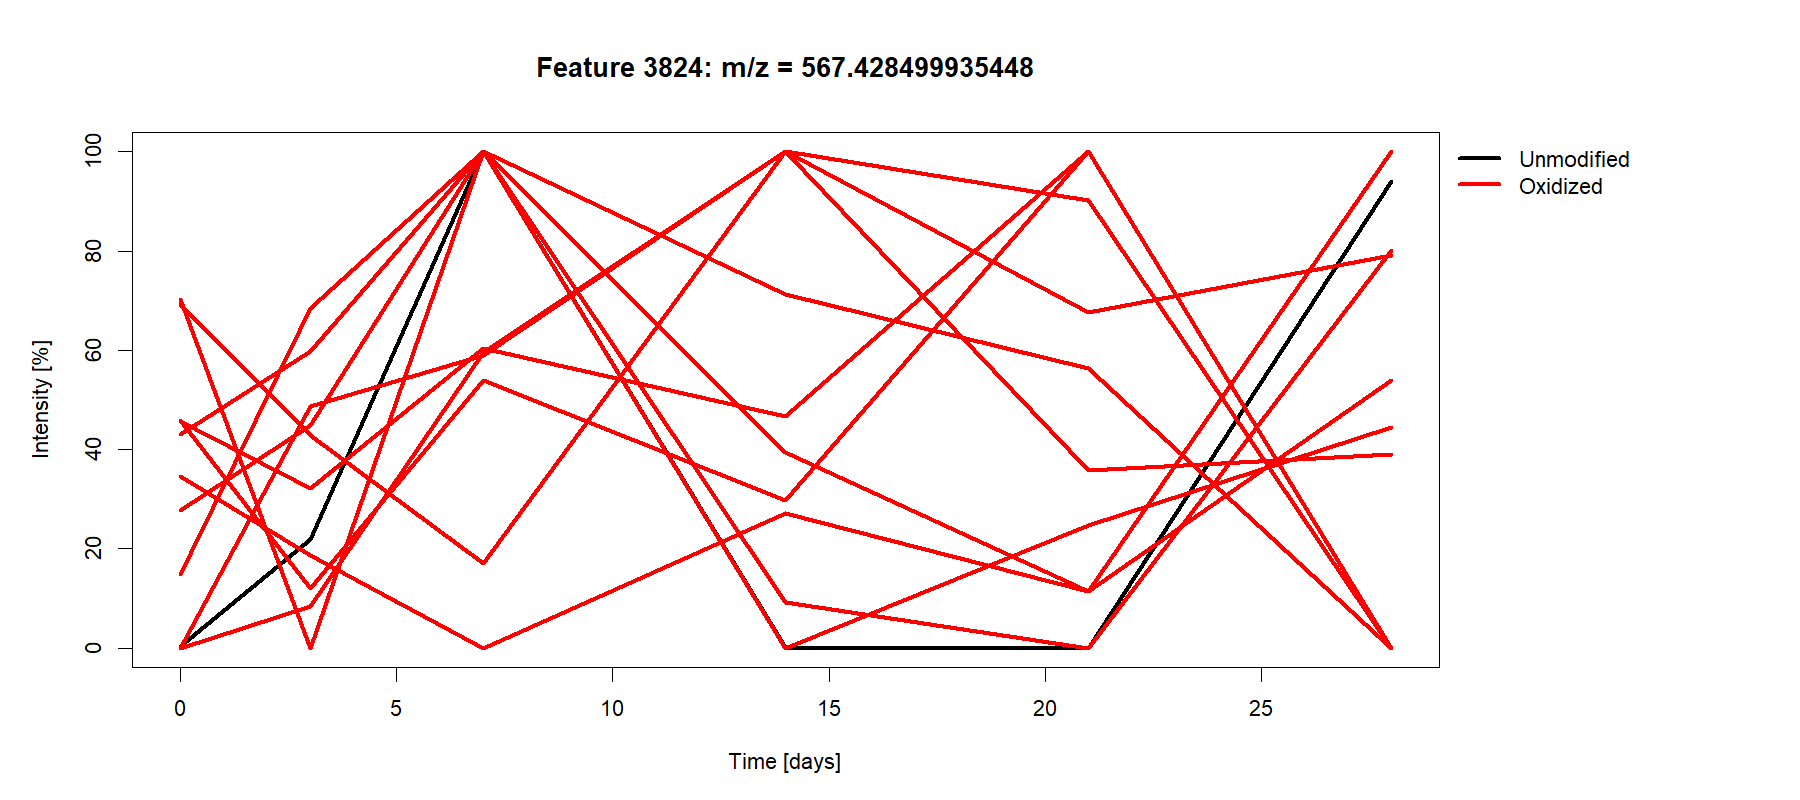 Feature 3824: m/z = 567.428499935448
Unmodified
Oxidized
Intensity [%]
100
80
60
40
20
0
0 5 10 15 20 25
Time [days]